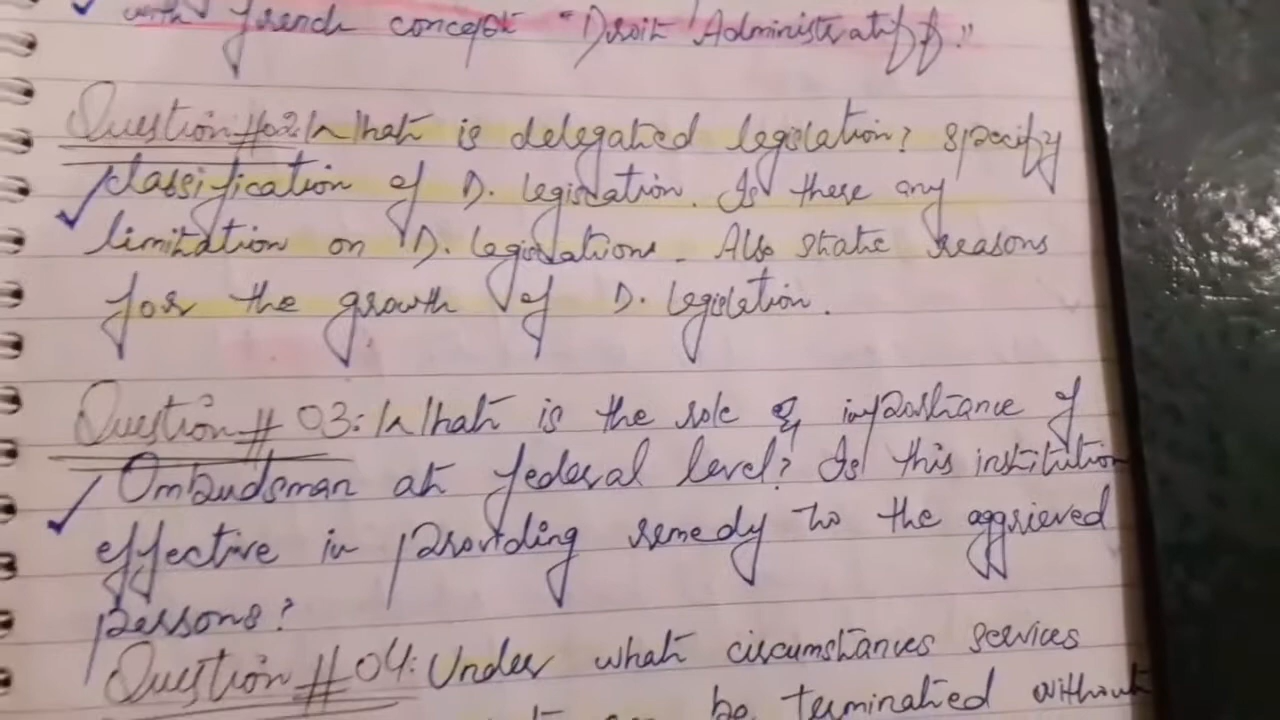 with french concept "Droit Administratiff."
Question #02: What is delegated legislation? Specify
classification of D. legislation. Is there any
limitation on D. legislations. Also state reasons
for the growth of D. legislation.
Question # 03: What is the role & importance of
Ombudsman at federal level? Is this institution
effective in providing remedy to the aggrieved
persons?
Question #04: Under what circumstances services
be terminated without